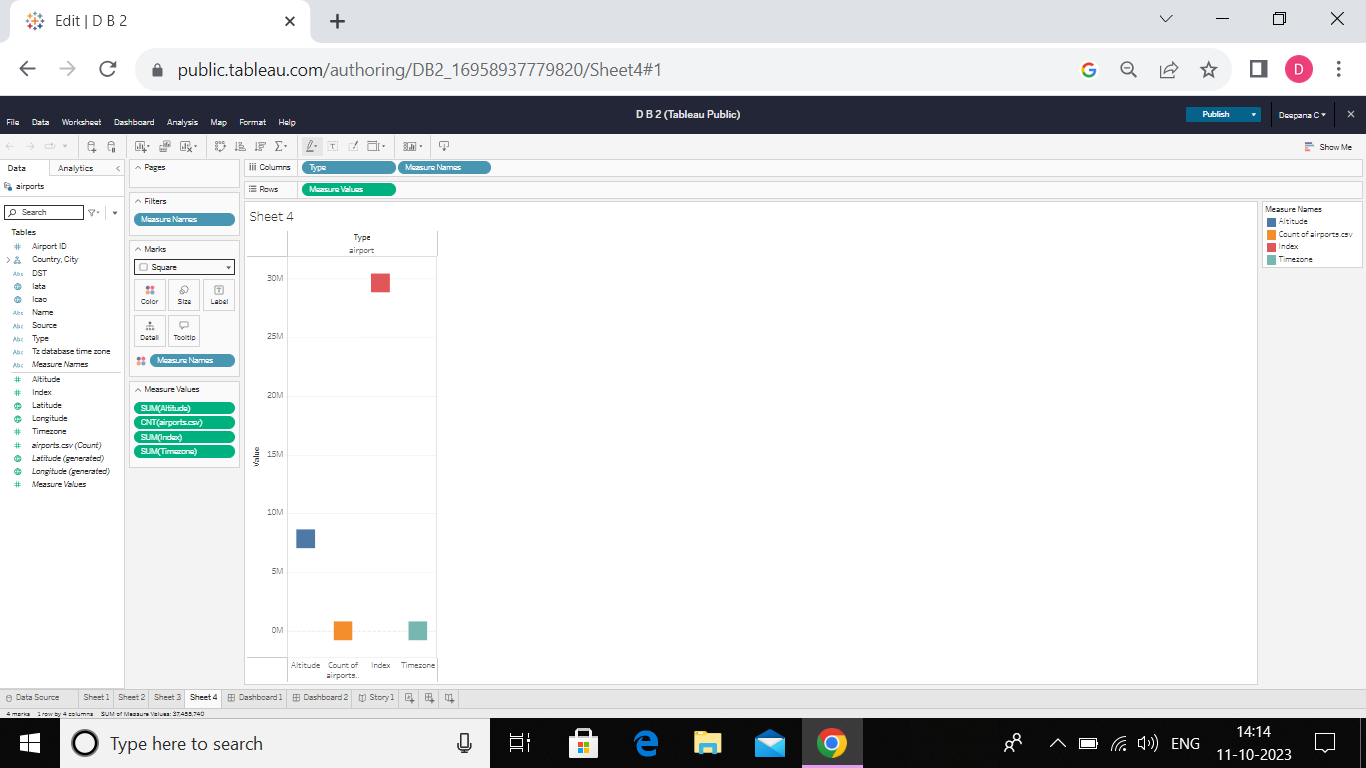 Edit | D B 2
public.tableau.com/authoring/DB2_16958937779820/Sheet4#1
D
D B 2 (Tableau Public)
Publish
Deepana C
File Data Worksheet Dashboard Analysis Map Format Help
Show Me
Data Analytics
airports
Search
Tables
Airport ID
Country, City
Abc DST
Iata
Icao
Abc Name
Abc Source
Abc Type
Abc Tz database time zone
Abc Measure Names
Altitude
Index
Latitude
Longitude
Timezone
airports.csv (Count)
Latitude (generated)
Longitude (generated)
Measure Values
Pages
Filters
Measure Names
Marks
Square
Color Size Label
Detail Tooltip
Measure Names
Measure Values
SUM(Altitude)
CNT(airports.csv)
SUM(Index)
SUM(Timezone)
Columns Type Measure Names
Rows Measure Values
Sheet 4
Type
airport
30M
25M
20M
15M
10M
5M
0M
Value
Altitude Count of airports.. Index Timezone
Measure Names
Altitude
Count of airports.csv
Index
Timezone
Data Source Sheet 1 Sheet 2 Sheet 3 Sheet 4 Dashboard 1 Dashboard 2 Story 1
4 marks 1 row by 4 columns SUM of Measure Values: 37,455,740
Type here to search
ENG
14:14
11-10-2023